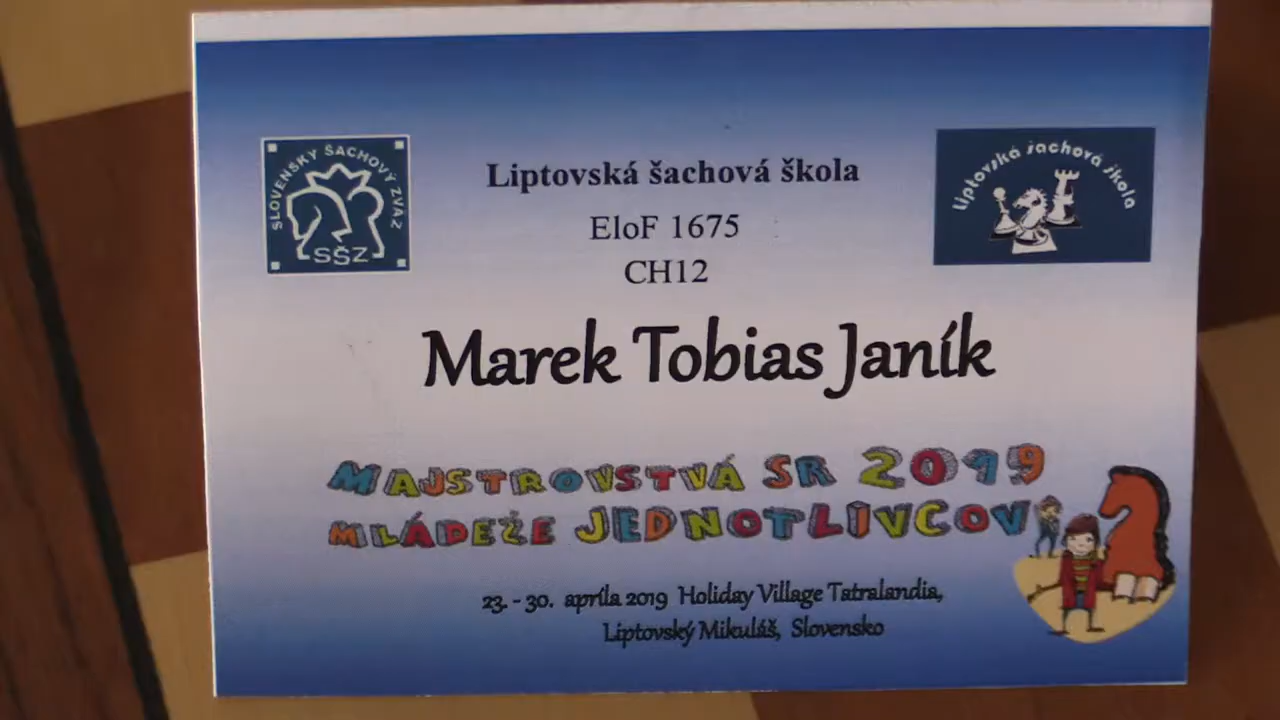 SLOVENSKÝ ŠACHOVÝ ZVÄZ
SŠZ
Liptovská šachová škola
EloF 1675
CH12
Liptovská šachová škola
Marek Tobias Janík
MAJSTROVSTVÁ SR 2019
MLÁDEŽE JEDNOTLIVCOV
23. - 30. apríla 2019 Holiday Village Tatralandia,
Liptovský Mikuláš, Slovensko